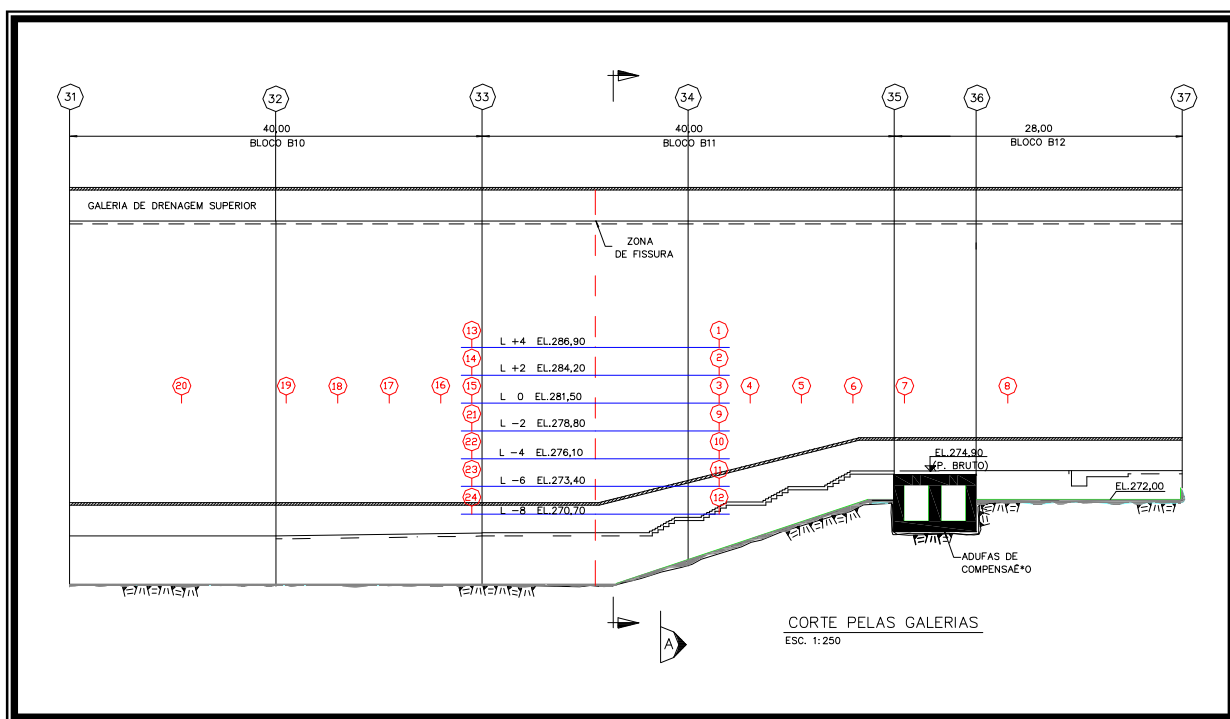 31 32 33 34 35 36 37
40,00 40,00 28,00
BLOCO B10 BLOCO B11 BLOCO B12
GALERIA DE DRENAGEM SUPERIOR
ZONA
DE FISSURA
13 1
L +4 EL.286,90
14 2
L +2 EL.284,20
20 19 18 17 16 15 3 4 5 6 7 8
L 0 EL.281,50
21 9
L -2 EL.278,80
22 10
L -4 EL.276,10
EL.274,90
(P. BRUTO)
23 11
L -6 EL.273,40
EL.272,00
24 12
L -8 EL.270,70
ADUFAS DE
COMPENSAÊ*O
CORTE PELAS GALERIAS
ESC. 1:250
A